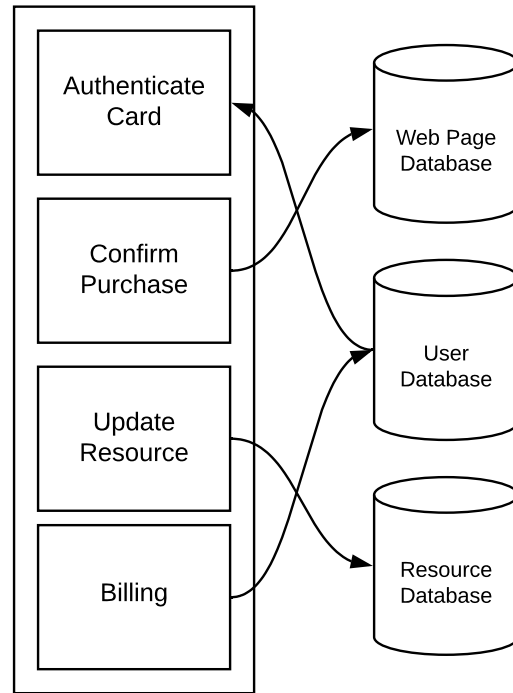 Authenticate
Card
Confirm
Purchase
Update
Resource
Billing
Web Page
Database
User
Database
Resource
Database